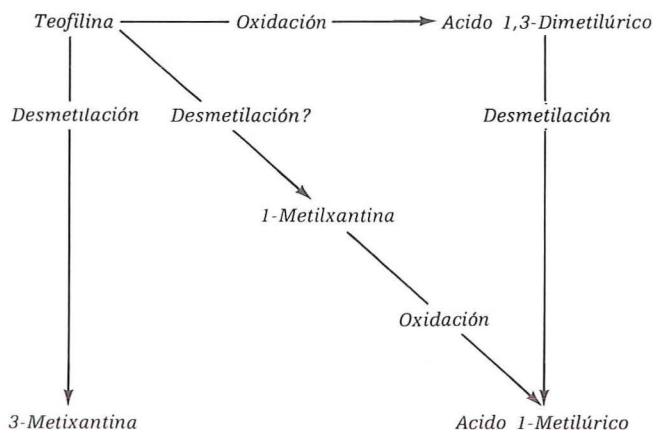 Teofilina Oxidación Acido 1,3-Dimetilúrico
Desmetilación Desmetilación? Desmetilación
1-Metilxantina
Oxidación
3-Metixantina Acido 1-Metilúrico